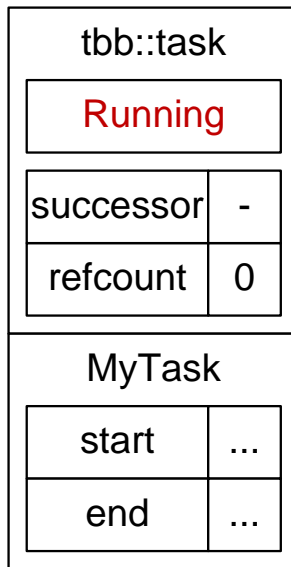 tbb::task
Running
successor -
refcount 0
MyTask
start ...
end ...